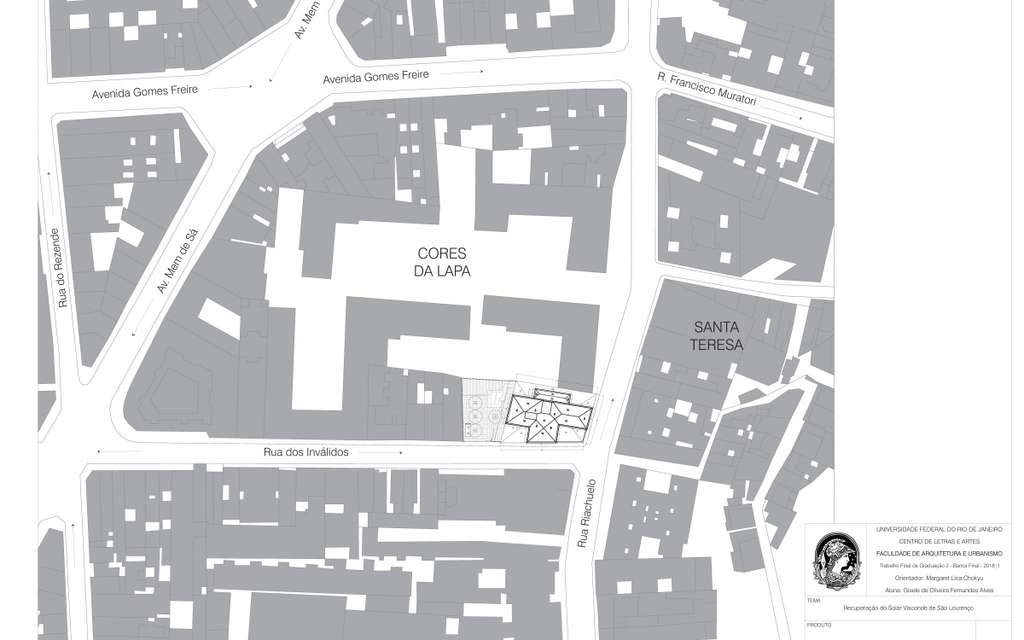 Av. Mem
Avenida Gomes Freire
Avenida Gomes Freire
R. Francisco Muratori
Rua do Rezende
Av. Mem de Sá
CORES
DA LAPA
SANTA
TERESA
Rua dos Inválidos
Rua Riachuelo
UNIVERSIDADE FEDERAL DO RIO DE JANEIRO
CENTRO DE LETRAS E ARTES
FACULDADE DE ARQUITETURA E URBANISMO
Trabalho Final de Graduação 2 - Banca Final - 2018|1
Orientador: Margaret Lica Chokyu
Aluna: Gisele de Oliveira Fernandes Alves
TEMA
Recuperação do Solar Visconde de São Lourenço
PRODUTO